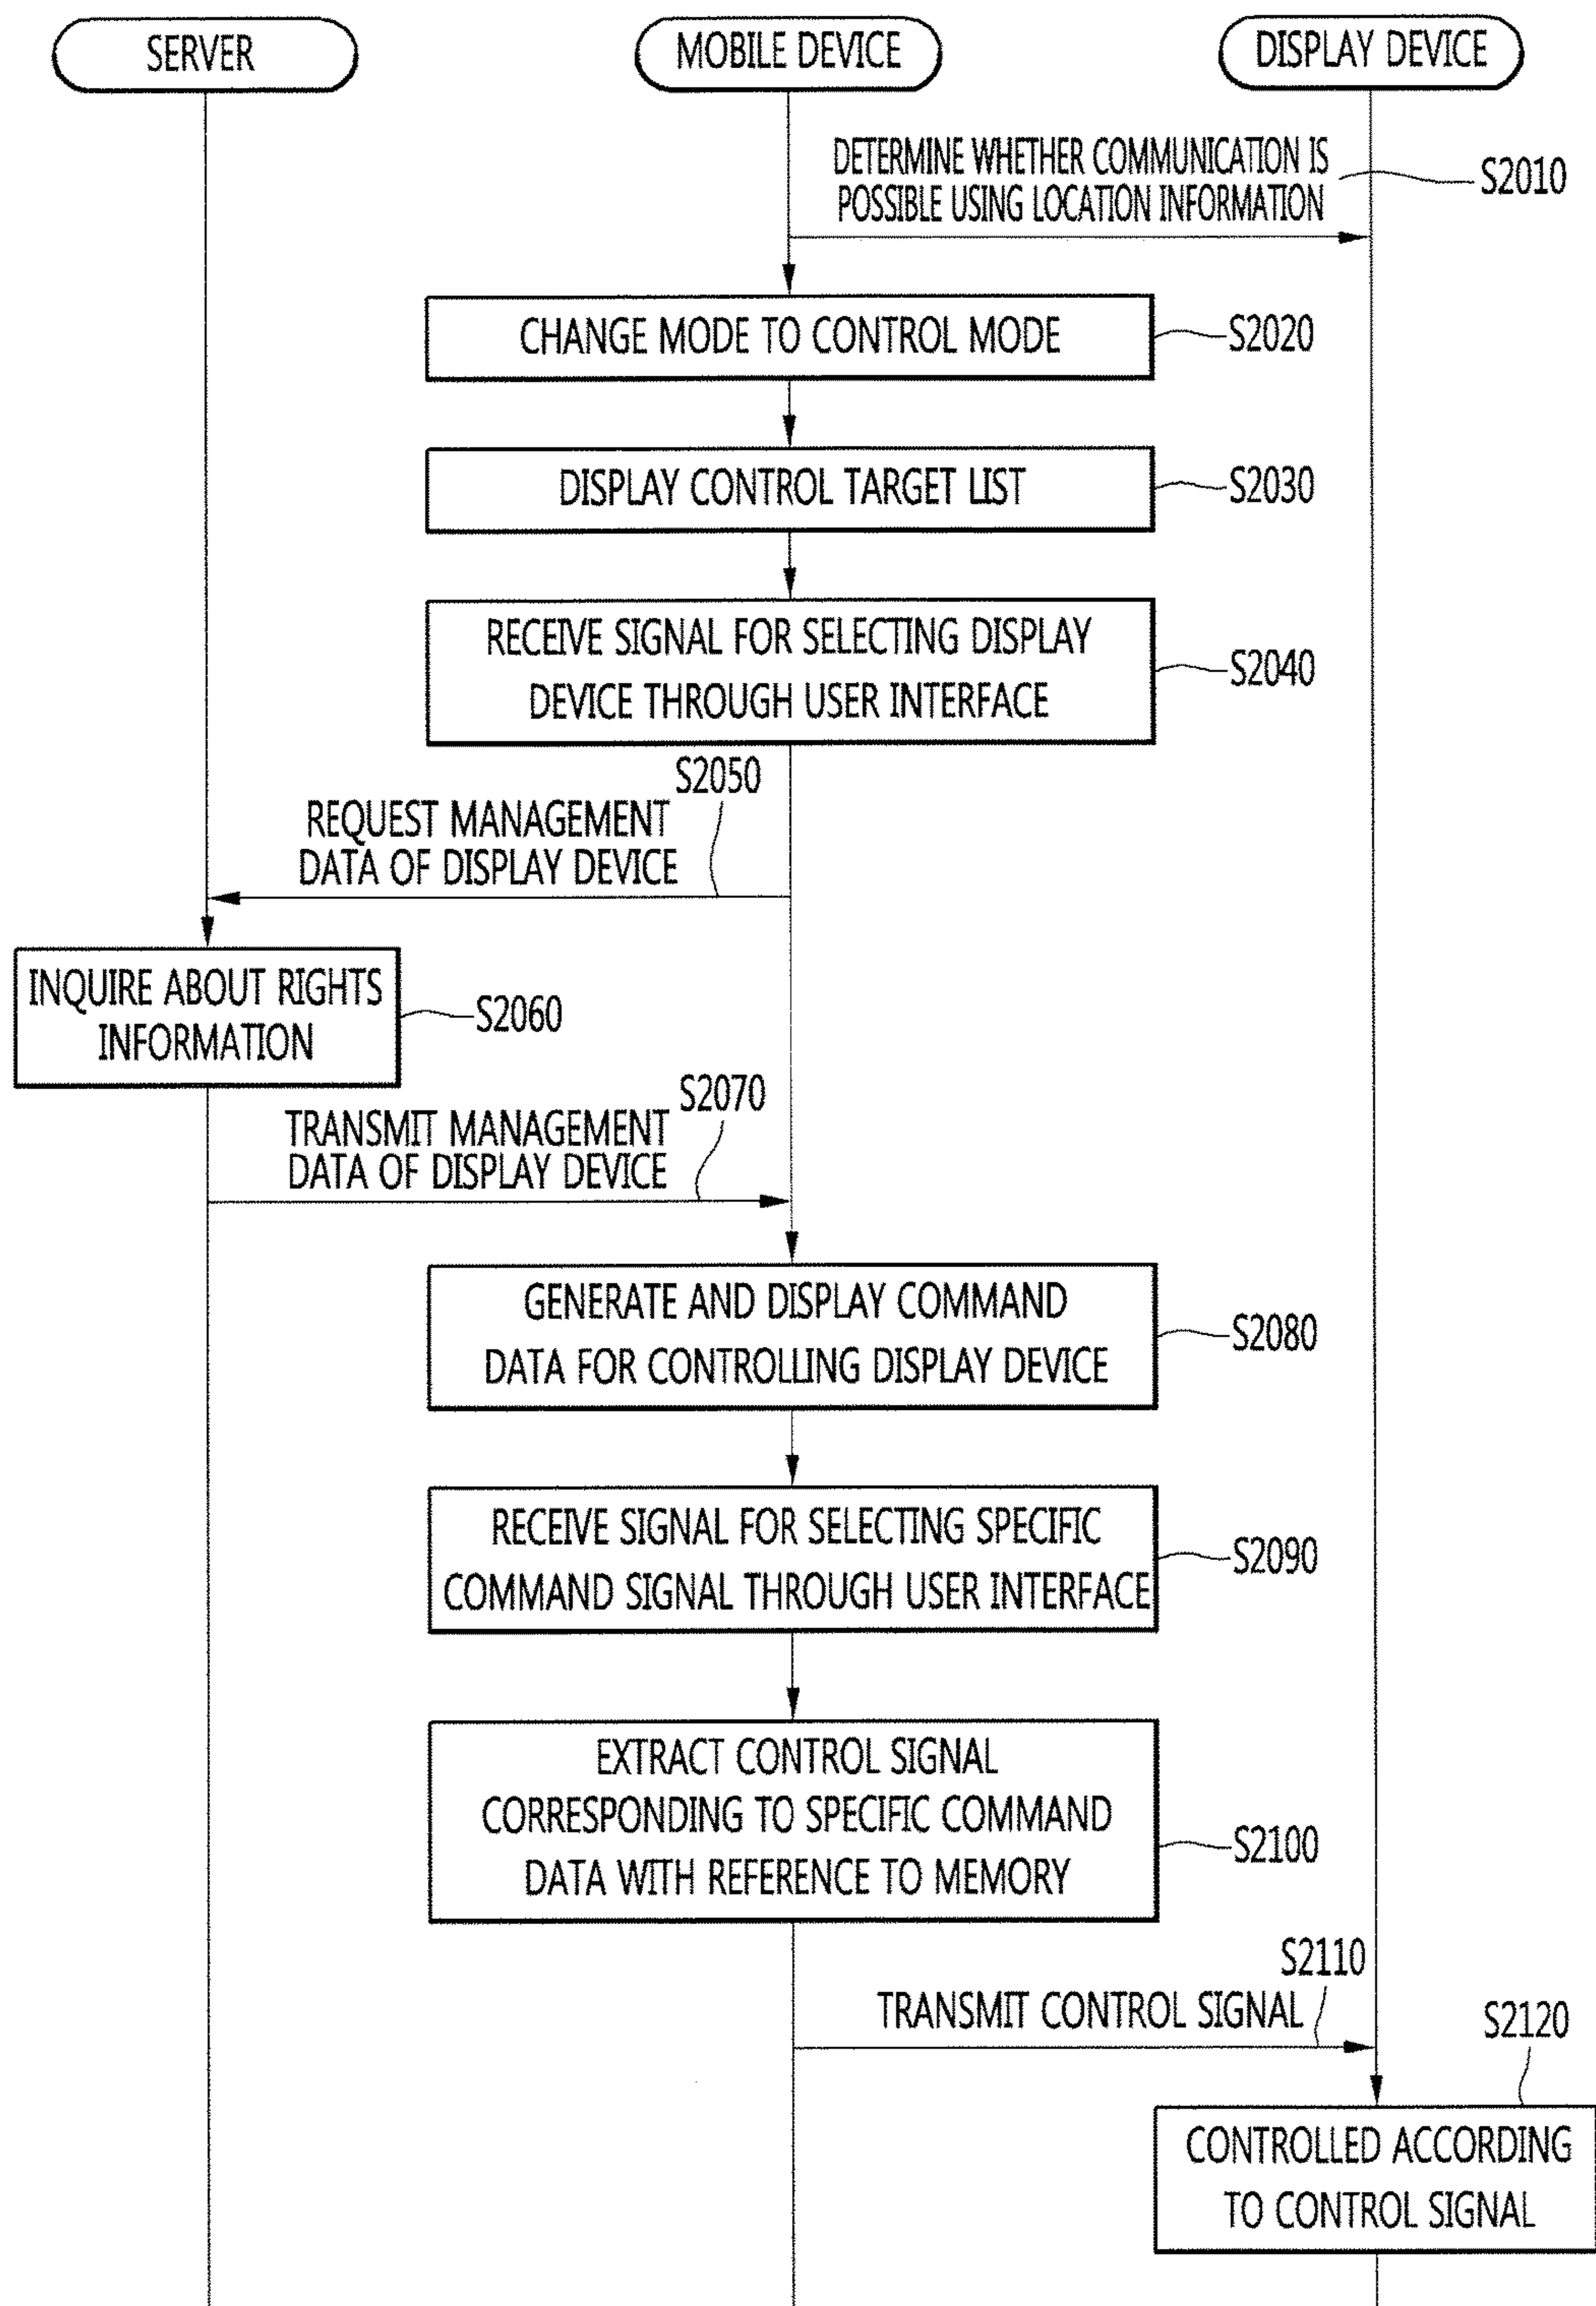 SERVER
MOBILE DEVICE
DISPLAY DEVICE
DETERMINE WHETHER COMMUNICATION IS
POSSIBLE USING LOCATION INFORMATION
S2010
CHANGE MODE TO CONTROL MODE
S2020
DISPLAY CONTROL TARGET LIST
S2030
RECEIVE SIGNAL FOR SELECTING DISPLAY
DEVICE THROUGH USER INTERFACE
S2040
S2050
REQUEST MANAGEMENT
DATA OF DISPLAY DEVICE
INQUIRE ABOUT RIGHTS
INFORMATION
S2060
S2070
TRANSMIT MANAGEMENT
DATA OF DISPLAY DEVICE
GENERATE AND DISPLAY COMMAND
DATA FOR CONTROLLING DISPLAY DEVICE
S2080
RECEIVE SIGNAL FOR SELECTING SPECIFIC
COMMAND SIGNAL THROUGH USER INTERFACE
S2090
EXTRACT CONTROL SIGNAL
CORRESPONDING TO SPECIFIC COMMAND
DATA WITH REFERENCE TO MEMORY
S2100
S2110
TRANSMIT CONTROL SIGNAL
S2120
CONTROLLED ACCORDING
TO CONTROL SIGNAL